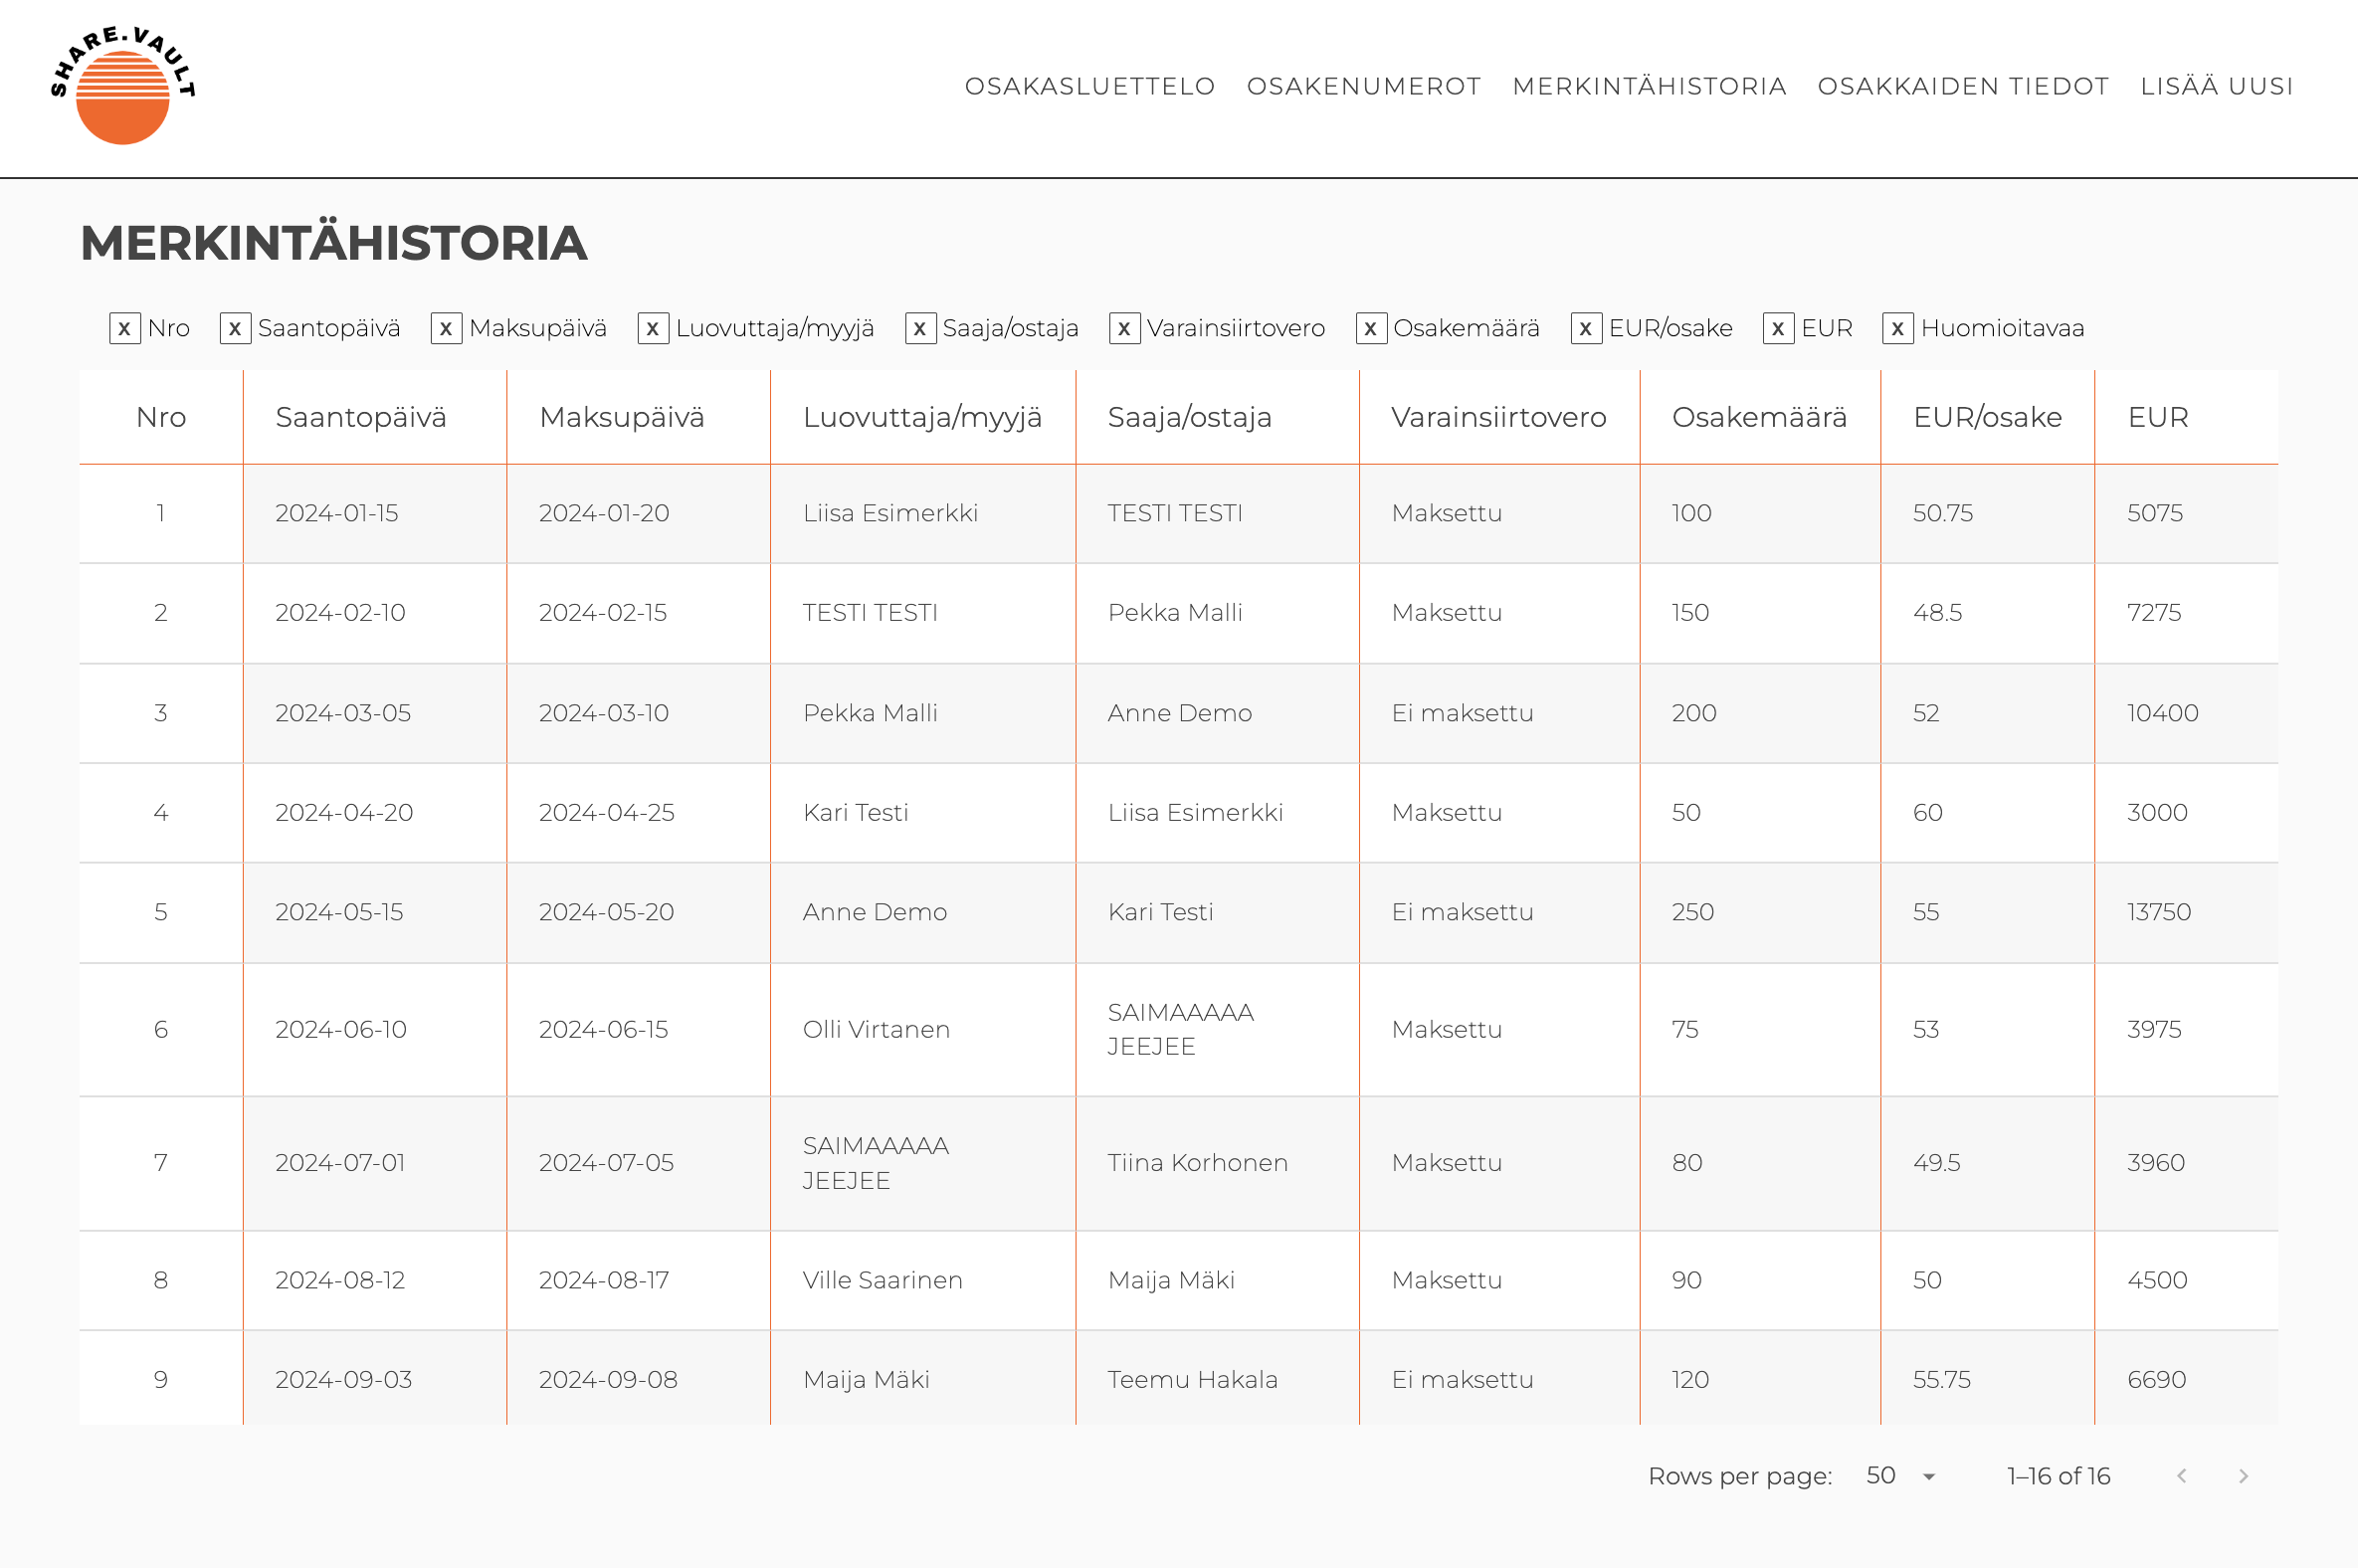 SHARE.VAULT
OSAKASLUETTELO OSAKENUMEROT MERKINTÄHISTORIA OSAKKAIDEN TIEDOT LISÄÄ UUSI
MERKINTÄHISTORIA
x Nro x Saantopäivä x Maksupäivä x Luovuttaja/myyjä x Saaja/ostaja x Varainsiirtovero x Osakemäärä x EUR/osake x EUR x Huomioitavaa
Nro Saantopäivä Maksupäivä Luovuttaja/myyjä Saaja/ostaja Varainsiirtovero Osakemäärä EUR/osake EUR
1 2024-01-15 2024-01-20 Liisa Esimerkki TESTI TESTI Maksettu 100 50.75 5075
2 2024-02-10 2024-02-15 TESTI TESTI Pekka Malli Maksettu 150 48.5 7275
3 2024-03-05 2024-03-10 Pekka Malli Anne Demo Ei maksettu 200 52 10400
4 2024-04-20 2024-04-25 Kari Testi Liisa Esimerkki Maksettu 50 60 3000
5 2024-05-15 2024-05-20 Anne Demo Kari Testi Ei maksettu 250 55 13750
6 2024-06-10 2024-06-15 Olli Virtanen SAIMAAAAA
JEEJEE Maksettu 75 53 3975
7 2024-07-01 2024-07-05 SAIMAAAAA
JEEJEE Tiina Korhonen Maksettu 80 49.5 3960
8 2024-08-12 2024-08-17 Ville Saarinen Maija Mäki Maksettu 90 50 4500
9 2024-09-03 2024-09-08 Maija Mäki Teemu Hakala Ei maksettu 120 55.75 6690
Rows per page: 50 1–16 of 16